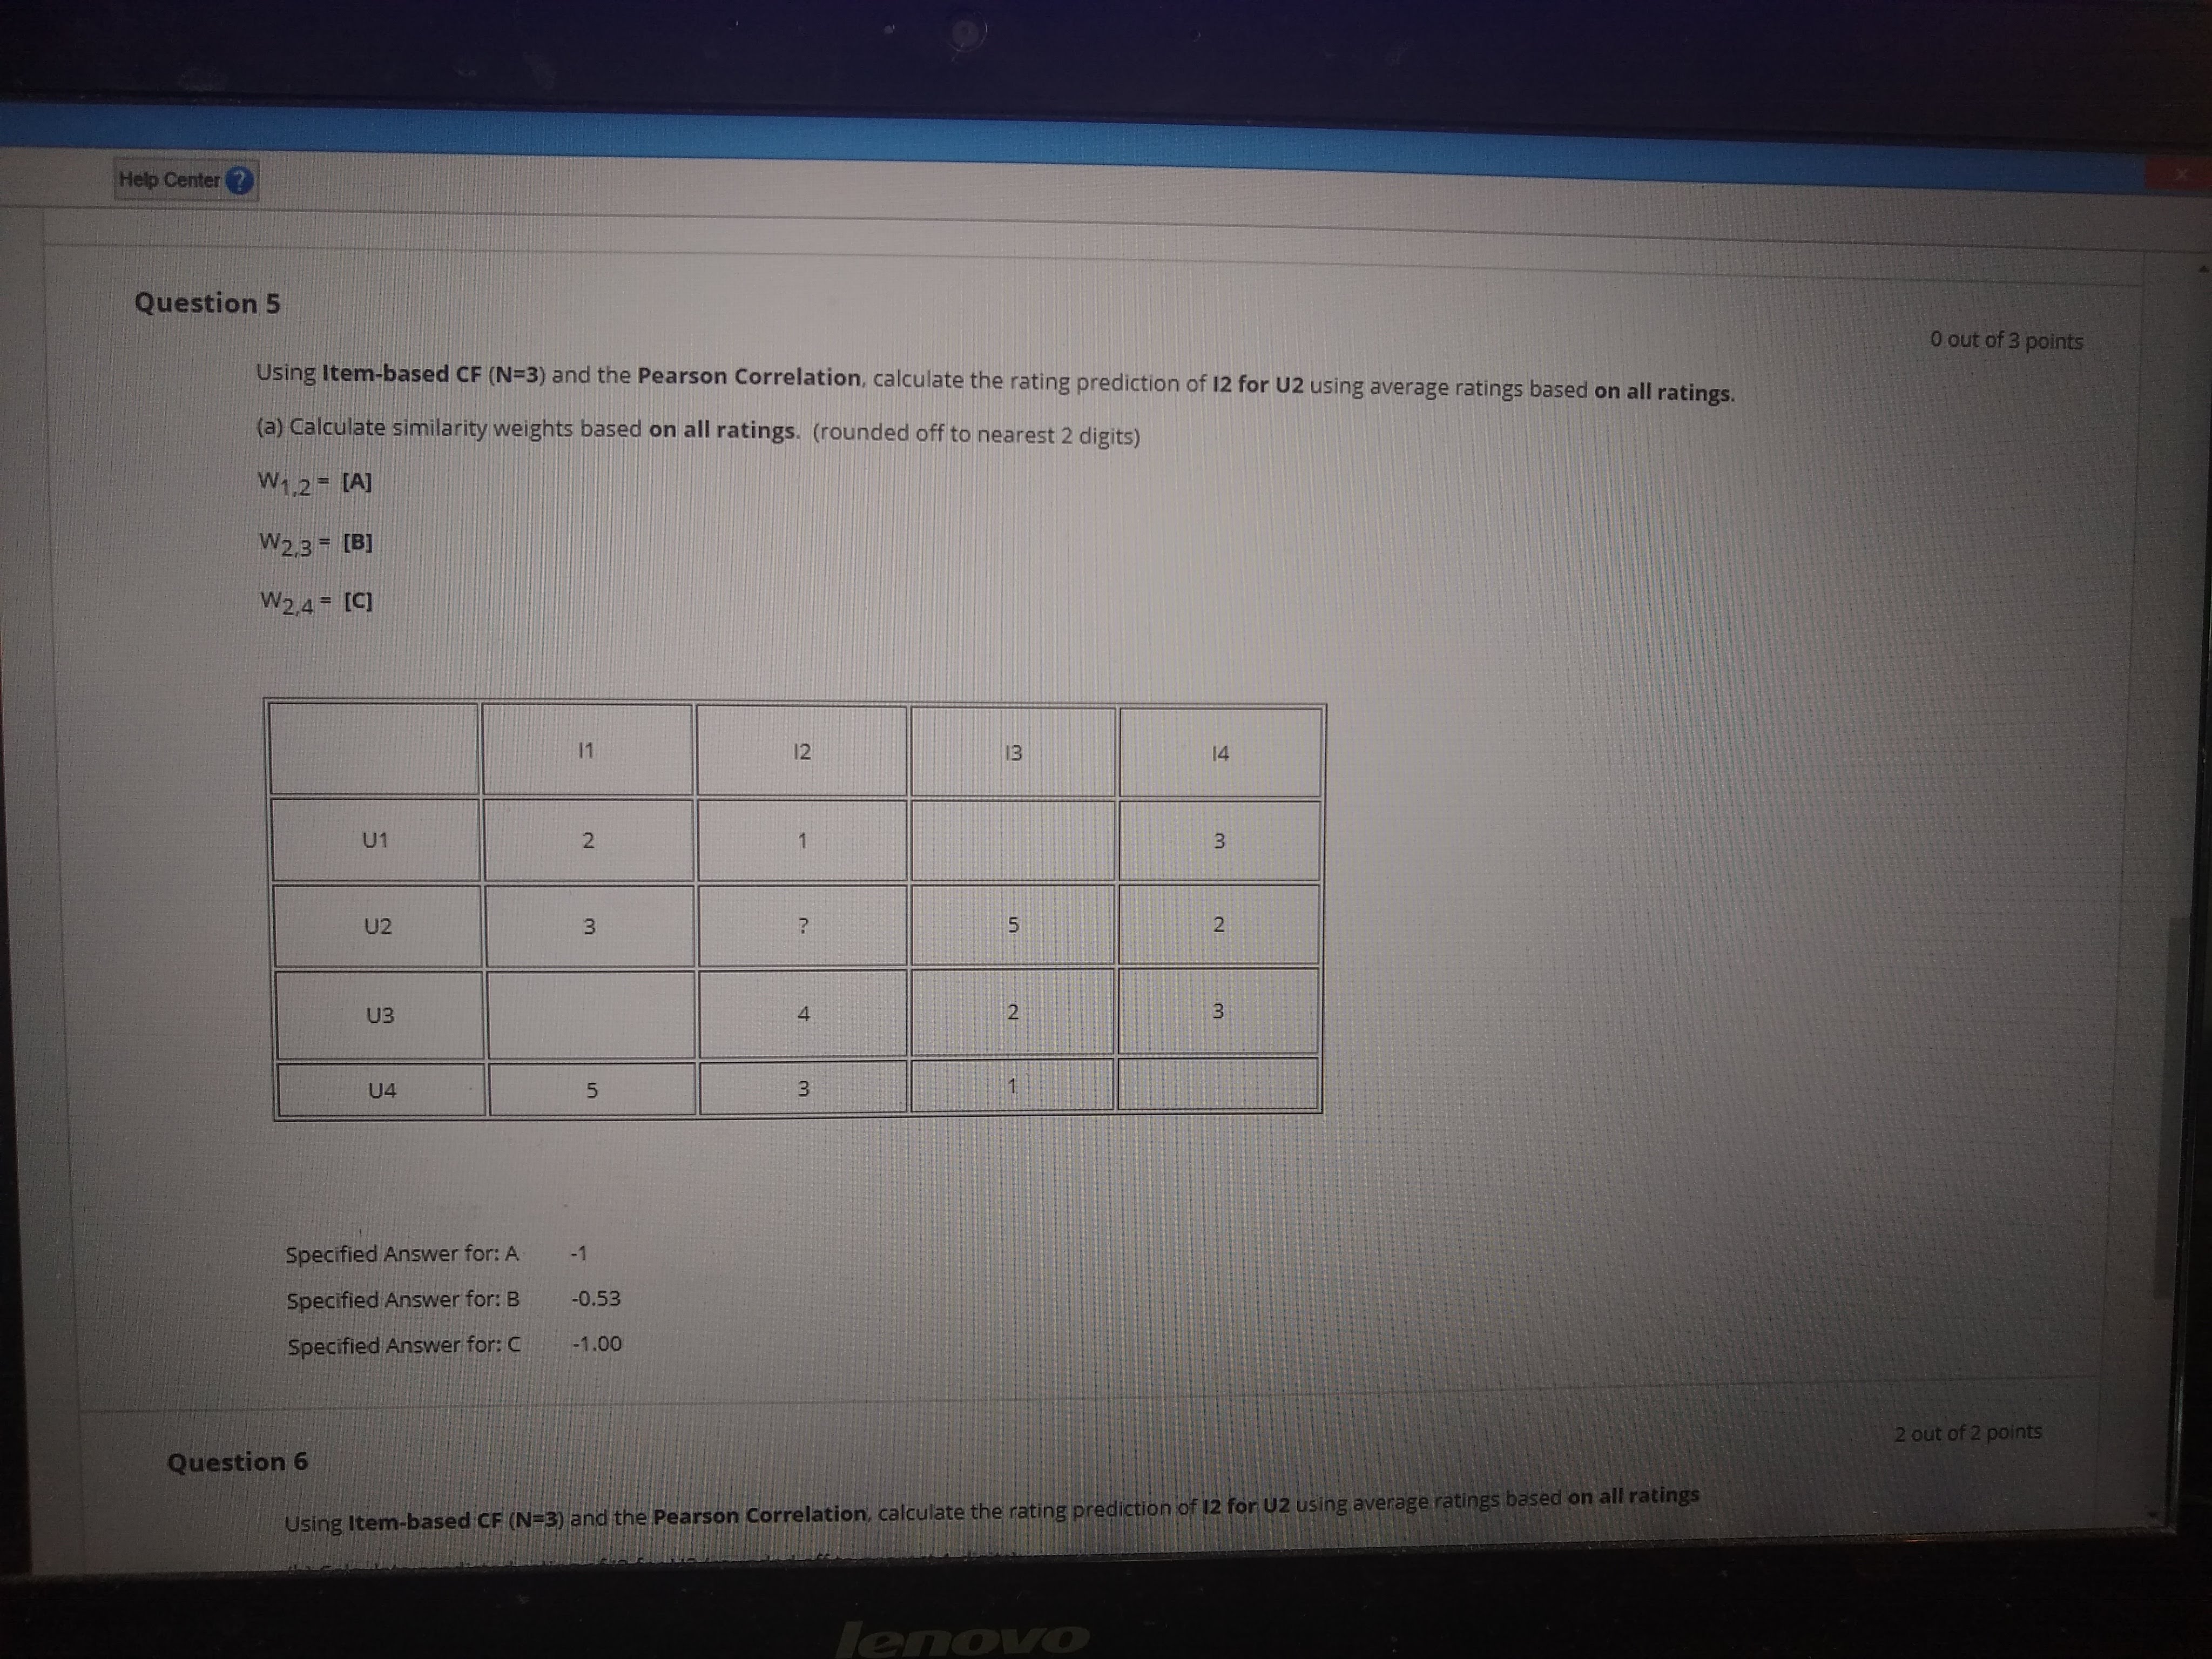 Help Center ?
X
Question 5
0 out of 3 points
Using Item-based CF (N=3) and the Pearson Correlation, calculate the rating prediction of I2 for U2 using average ratings based on all ratings.
(a) Calculate similarity weights based on all ratings. (rounded off to nearest 2 digits)
W1,2 = [A]
W2,3 = [B]
W2,4 = [C]
I1 I2 I3 I4
U1 2 1 3
U2 3 ? 5 2
U3 4 2 3
U4 5 3 1
Specified Answer for: A -1
Specified Answer for: B -0.53
Specified Answer for: C -1.00
Question 6
2 out of 2 points
Using Item-based CF (N=3) and the Pearson Correlation, calculate the rating prediction of I2 for U2 using average ratings based on all ratings
lenovo